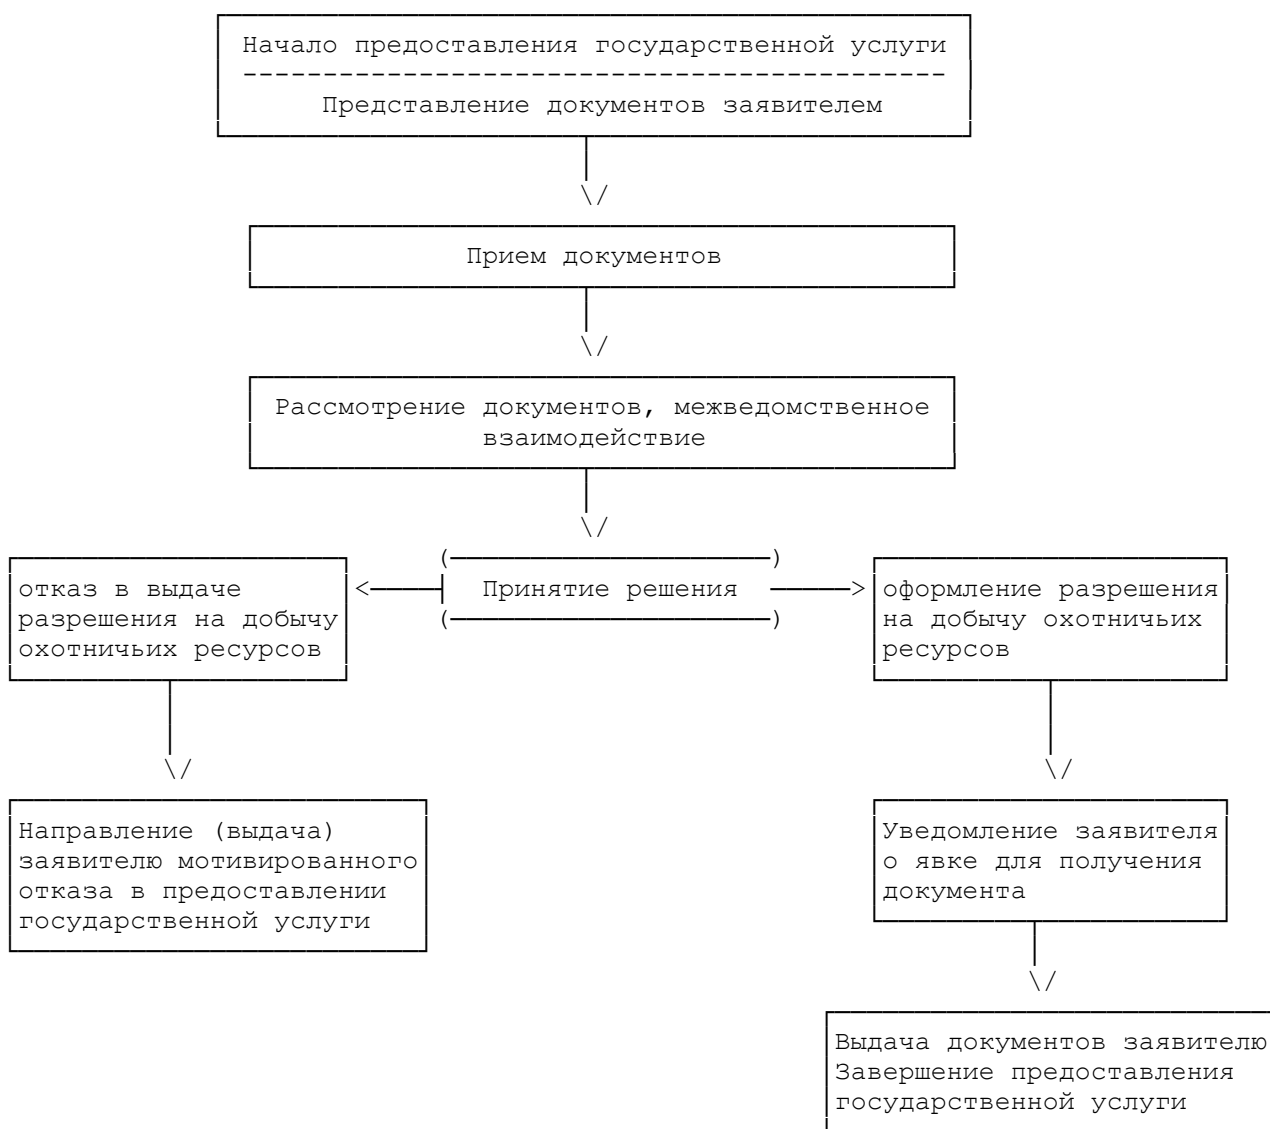 Начало предоставления государственной услуги
--------------------------------------------
Представление документов заявителем
\/
Прием документов
\/
Рассмотрение документов, межведомственное
взаимодействие
\/
Принятие решения
отказ в выдаче
разрешения на добычу
охотничьих ресурсов
оформление разрешения
на добычу охотничьих
ресурсов
\/
\/
Направление (выдача)
заявителю мотивированного
отказа в предоставлении
государственной услуги
Уведомление заявителя
о явке для получения
документа
\/
Выдача документов заявителю
Завершение предоставления
государственной услуги